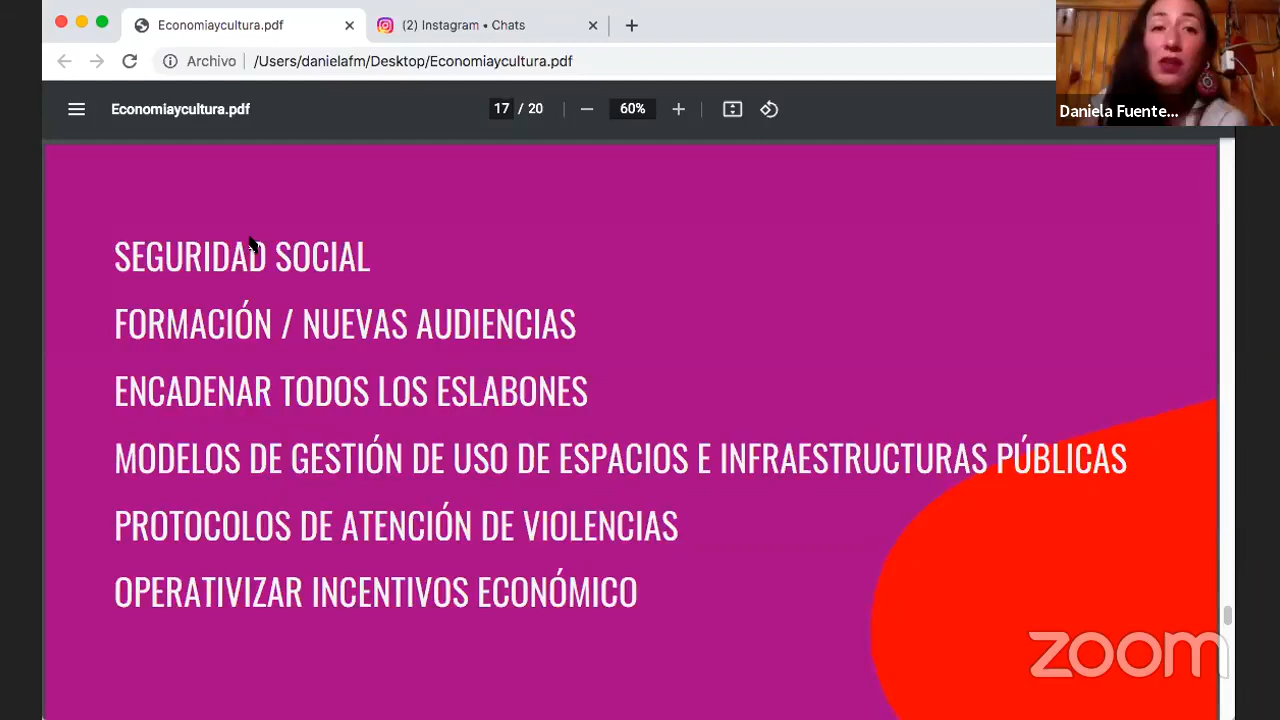 Economiaycultura.pdf
(2) Instagram • Chats
Archivo
/Users/danielafm/Desktop/Economiaycultura.pdf
Economiaycultura.pdf
17 / 20
60%
Daniela Fuente...
SEGURIDAD SOCIAL
FORMACIÓN / NUEVAS AUDIENCIAS
ENCADENAR TODOS LOS ESLABONES
MODELOS DE GESTIÓN DE USO DE ESPACIOS E INFRAESTRUCTURAS PÚBLICAS
PROTOCOLOS DE ATENCIÓN DE VIOLENCIAS
OPERATIVIZAR INCENTIVOS ECONÓMICO
zoom